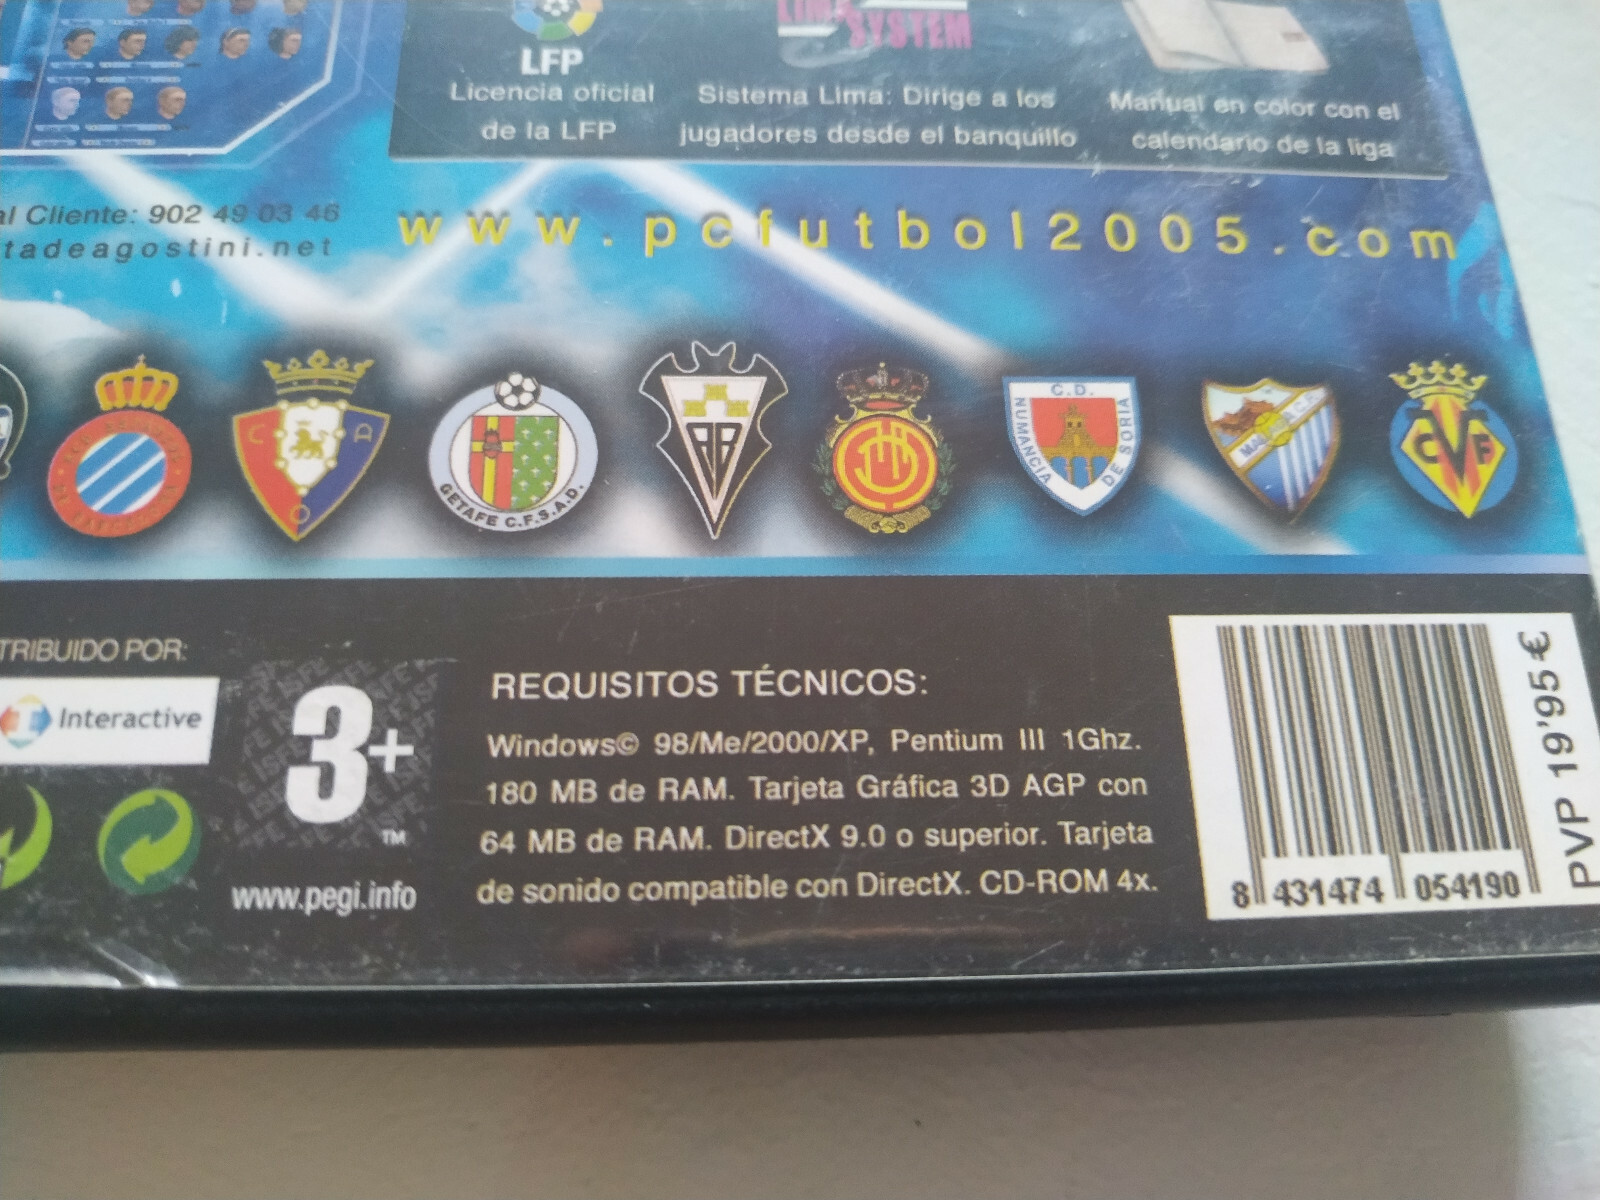 LFP
Licencia oficial
de la LFP
LIMA
SYSTEM
Sistema Lima: Dirige a los
jugadores desde el banquillo
Manual en color con el
calendario de la liga
al Cliente: 902 49 03 46
tadeagostini.net
www.pcfutbol2005.com
C A
O
GETAFE C.F.S.A.D.
C.D.
NUMANCIA
DE SORIA
CVF
TRIBUIDO POR:
Interactive
3+
TM
www.pegi.info
REQUISITOS TÉCNICOS:
Windows© 98/Me/2000/XP, Pentium III 1Ghz.
180 MB de RAM. Tarjeta Gráfica 3D AGP con
64 MB de RAM. DirectX 9.0 o superior. Tarjeta
de sonido compatible con DirectX. CD-ROM 4x.
8 431474 054190
PVP 19'95€